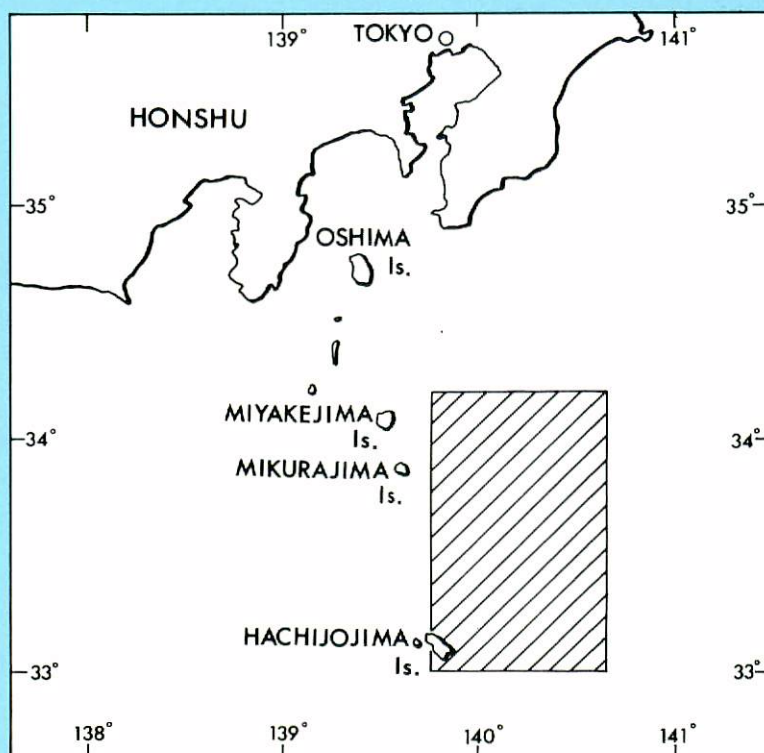 139°
TOKYO
141°
HONSHU
35°
35°
OSHIMA
Is.
MIYAKEJIMA
Is.
34°
34°
MIKURAJIMA
Is.
HACHIJOJIMA
Is.
33°
33°
138°
139°
140°
141°